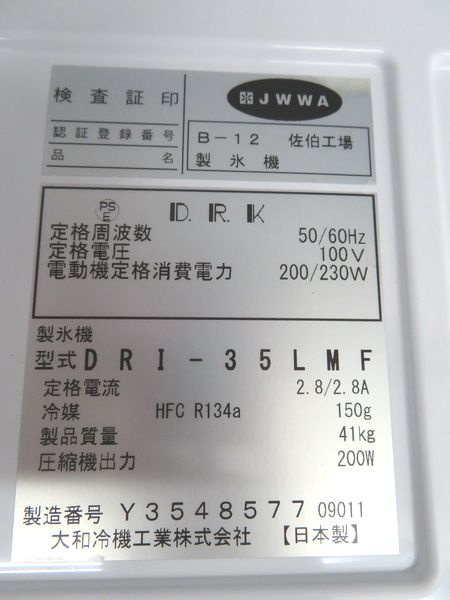 検査証印
JWWA
認証登録番号
B-12 佐伯工場
品名
製氷機
PSE
D.R.K
定格周波数 50/60Hz
定格電圧 100V
電動機定格消費電力 200/230W
製氷機
型式 DRI-35LMF
定格電流 2.8/2.8A
冷媒 HFC R134a 150g
製品質量 41kg
圧縮機出力 200W
製造番号 Y3548577 09011
大和冷機工業株式会社 【日本製】